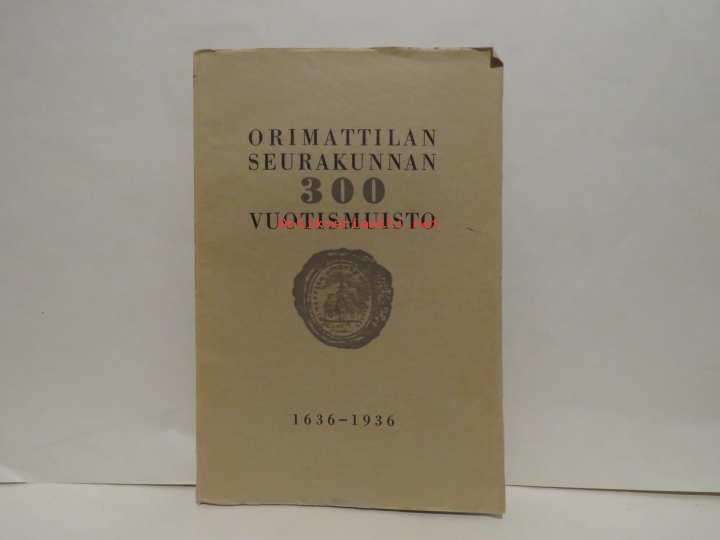 ORIMATTILAN
SEURAKUNNAN
300
VUOTISMUISTO
1636–1936